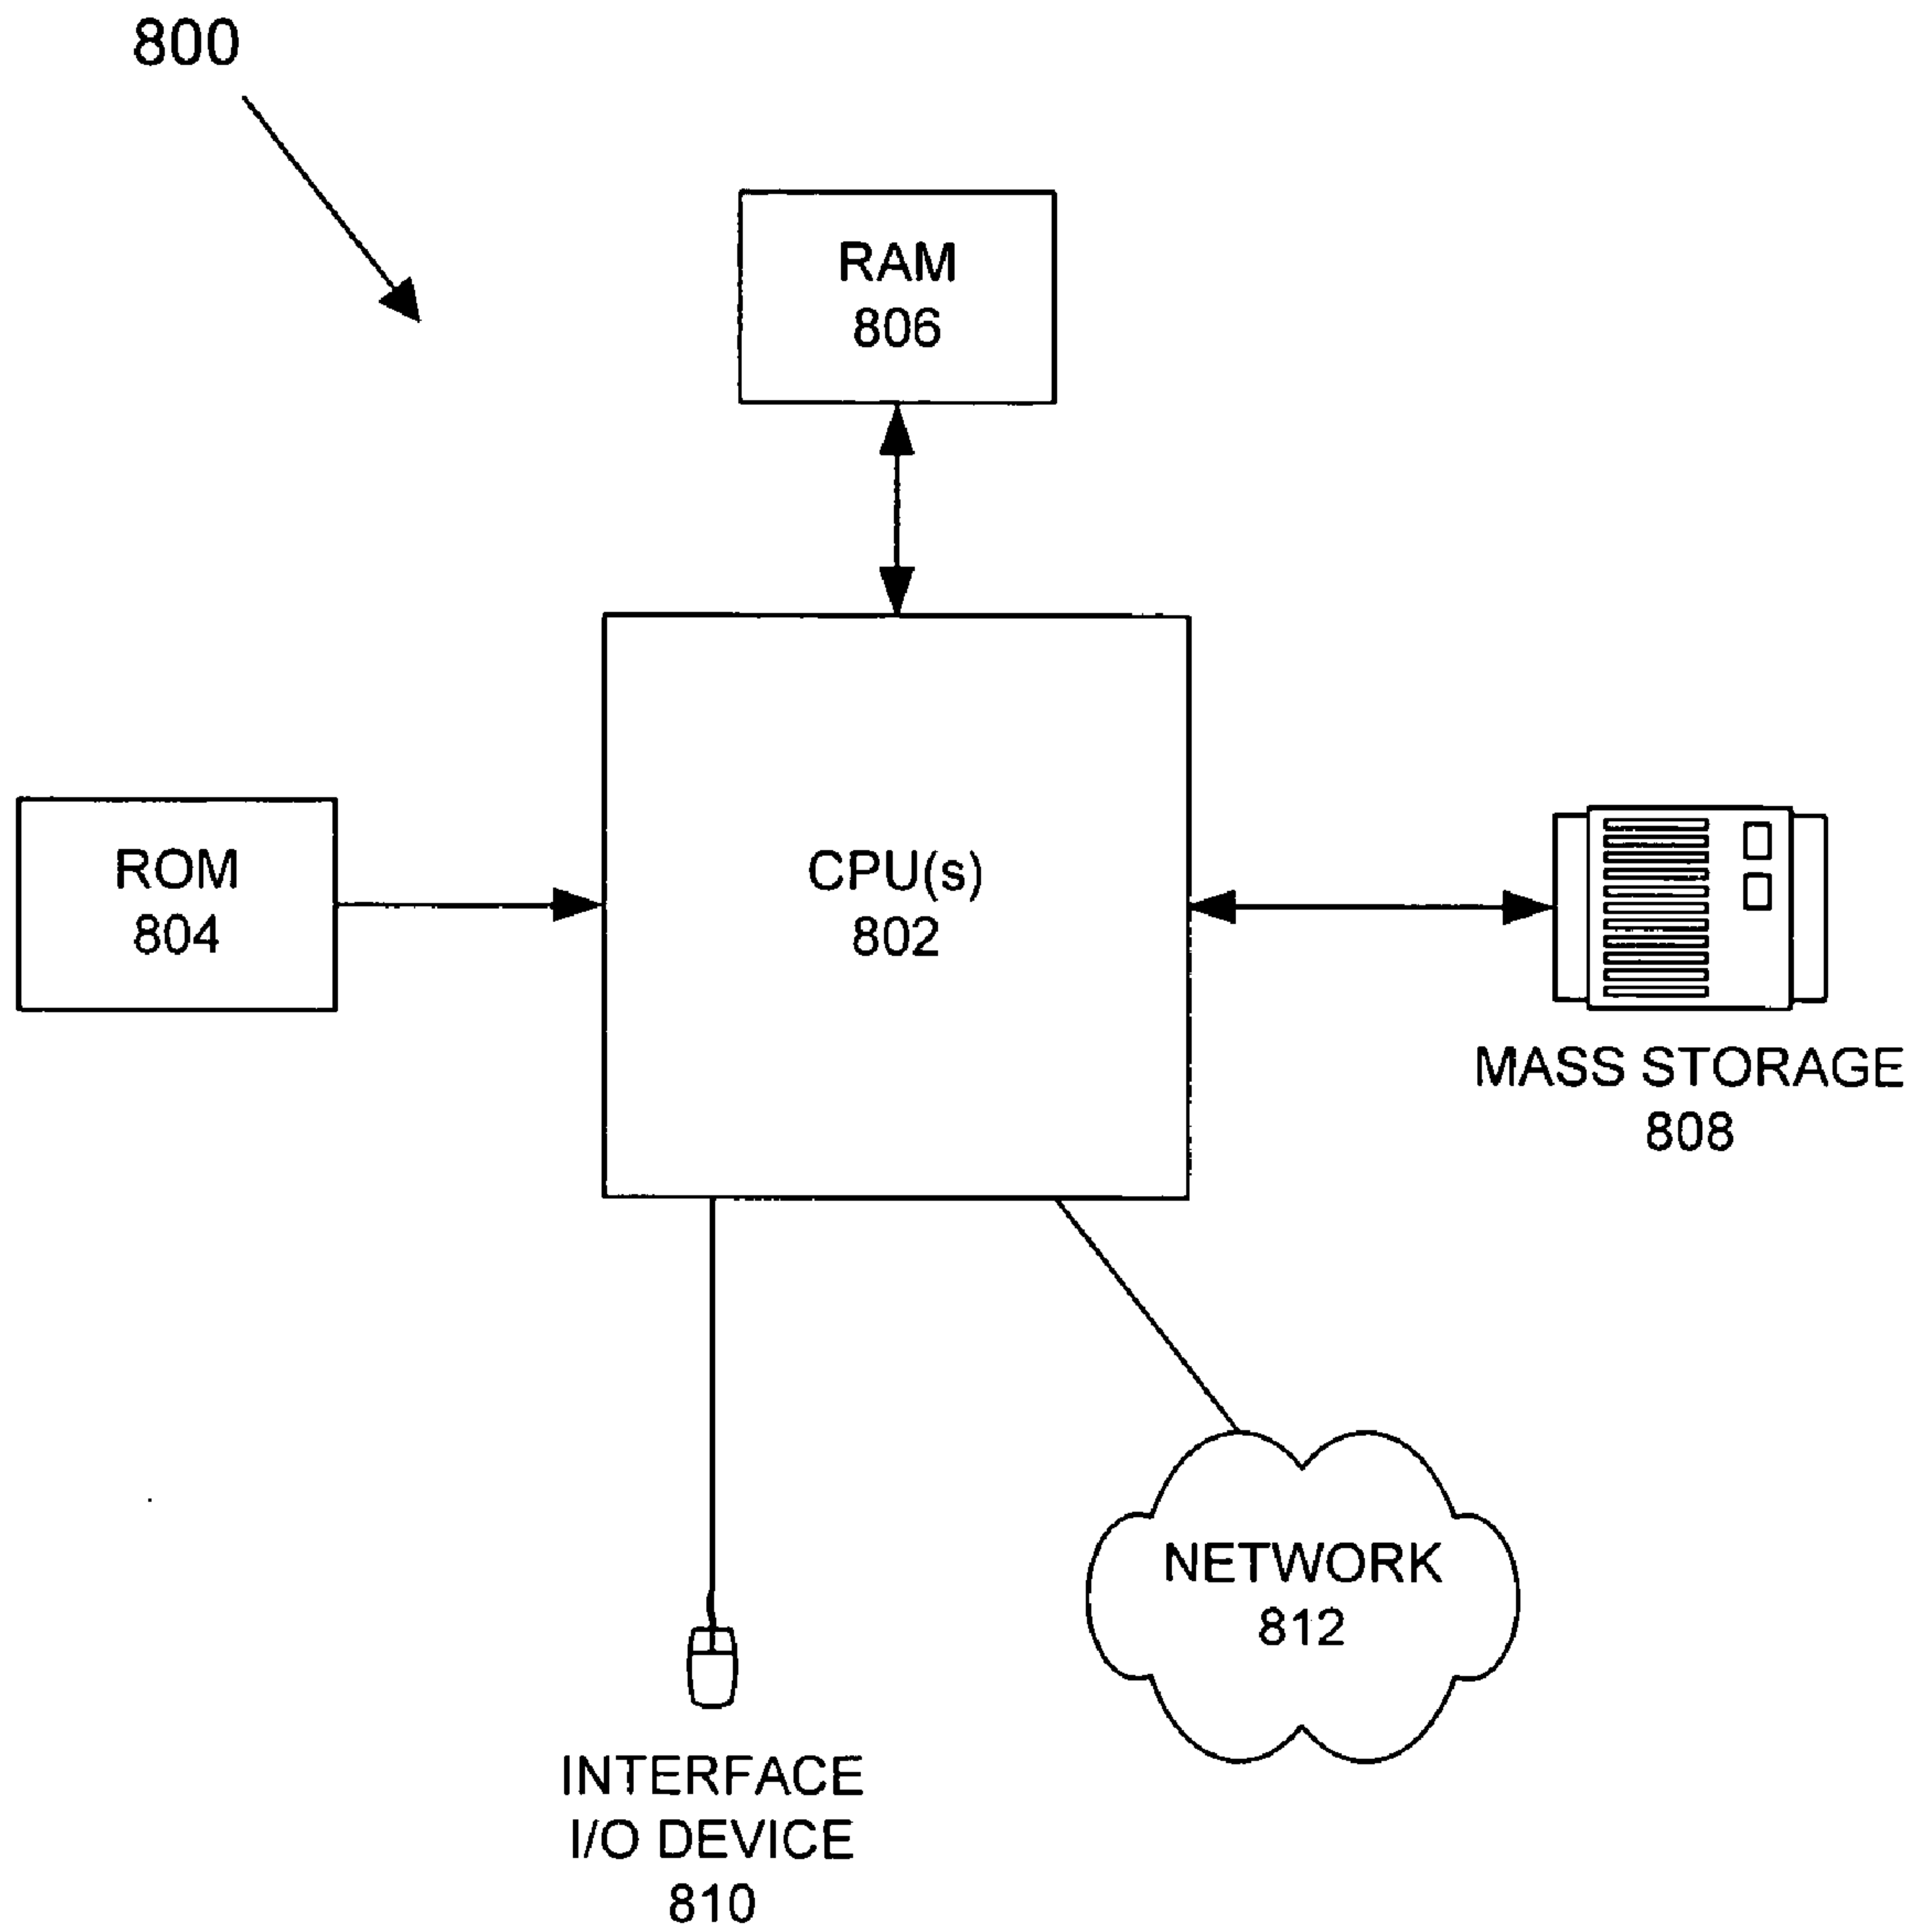 800
RAM
806
ROM
804
CPU(s)
802
MASS STORAGE
808
NETWORK
812
INTERFACE
I/O DEVICE
810